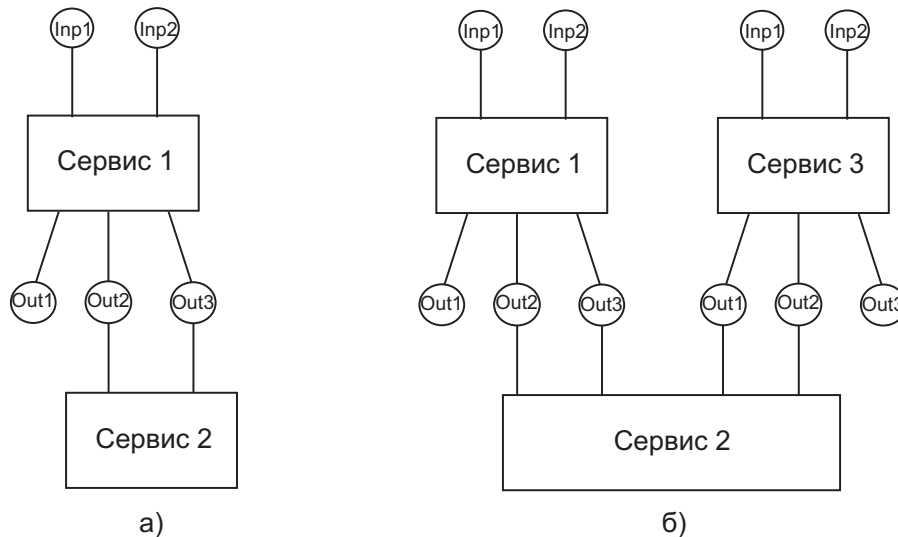 Inp1 Inp2 Inp1 Inp2 Inp1 Inp2
Сервис 1 Сервис 1 Сервис 3
Out1 Out2 Out3 Out1 Out2 Out3 Out1 Out2 Out3
Сервис 2 Сервис 2
а) б)